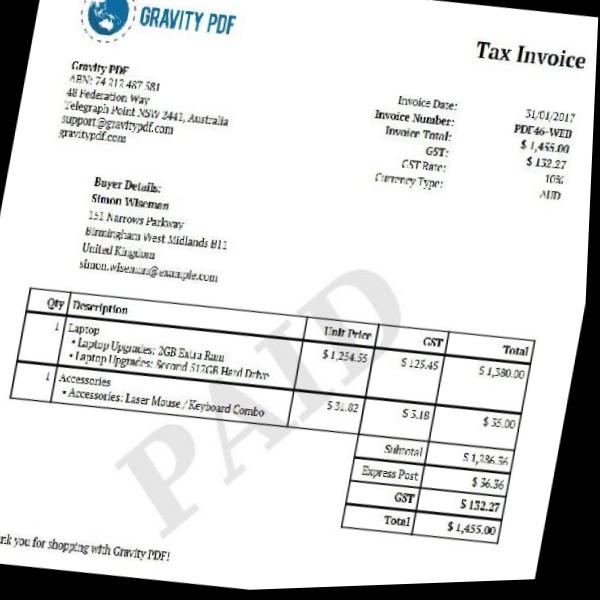 GRAVITY PDF
Tax Invoice
Gravity PDF
ABN: 74 212 487 581
48 Federation Way
Telegraph Point NSW 2441, Australia
support@gravitypdf.com
gravitypdf.com
Invoice Date: 31/01/2017
Invoice Number: PDF46-WED
Invoice Total: $ 1,455.00
GST: $ 132.27
GST Rate: 10%
Currency Type: AUD
Buyer Details:
Simon Wiseman
151 Narrows Parkway
Birmingham West Midlands B11
United Kingdom
simon.wiseman@example.com
Qty Description Unit Price GST Total
1 Laptop $ 1,254.55 $ 125.45 $ 1,380.00
• Laptop Upgrades: 2GB Extra Ram
• Laptop Upgrades: Second 512GB Hard Drive
1 Accessories $ 31.82 $ 3.18 $ 35.00
• Accessories: Laser Mouse / Keyboard Combo
Subtotal $ 1,286.36
Express Post $ 36.36
GST $ 132.27
Total $ 1,455.00
PAID
you for shopping with Gravity PDF!